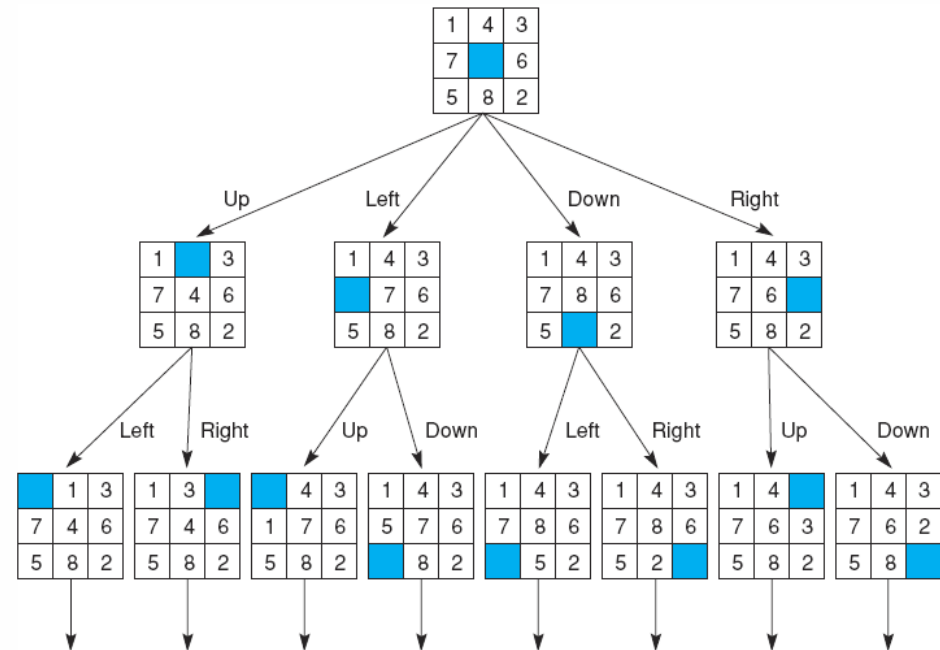 1 4 3
7 6
5 8 2
Up Left Down Right
1 3 1 4 3 1 4 3 1 4 3
7 4 6 7 6 7 8 6 7 6
5 8 2 5 8 2 5 2 5 8 2
Left Right Up Down Left Right Up Down
1 3 1 3 4 3 1 4 3 1 4 3 1 4 3 1 4 1 4 3
7 4 6 7 4 6 1 7 6 5 7 6 7 8 6 7 8 6 7 6 3 7 6 2
5 8 2 5 8 2 5 8 2 8 2 5 2 5 2 5 8 2 5 8